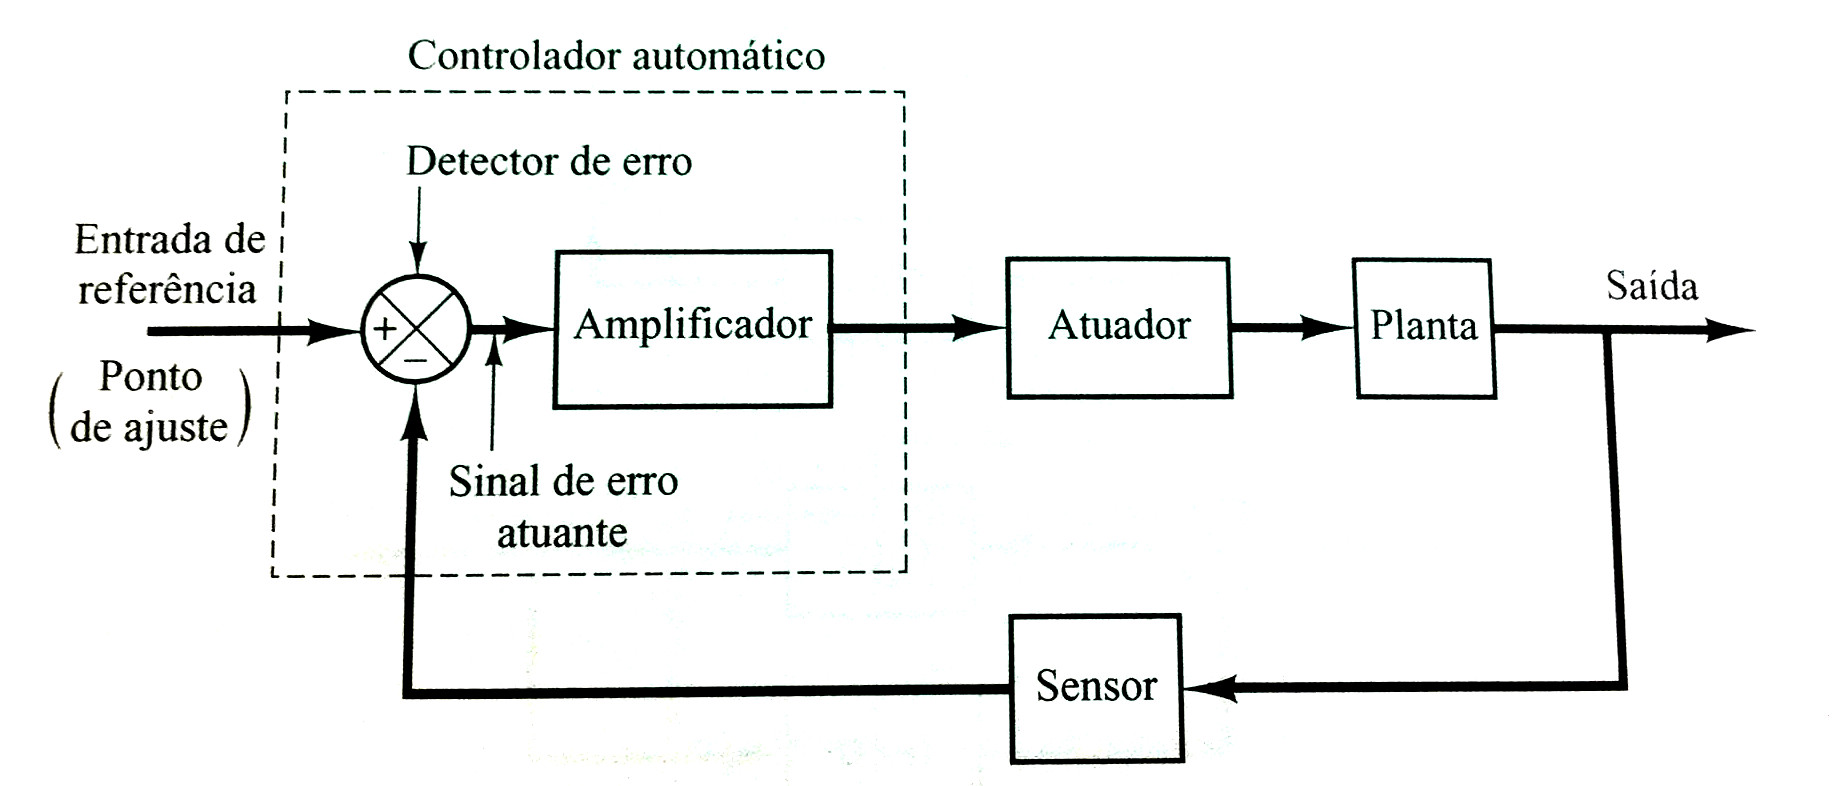 Controlador automático
Detector de erro
Entrada de
referência
(Ponto
de ajuste)
+
−
Amplificador
Atuador
Planta
Saída
Sinal de erro
atuante
Sensor